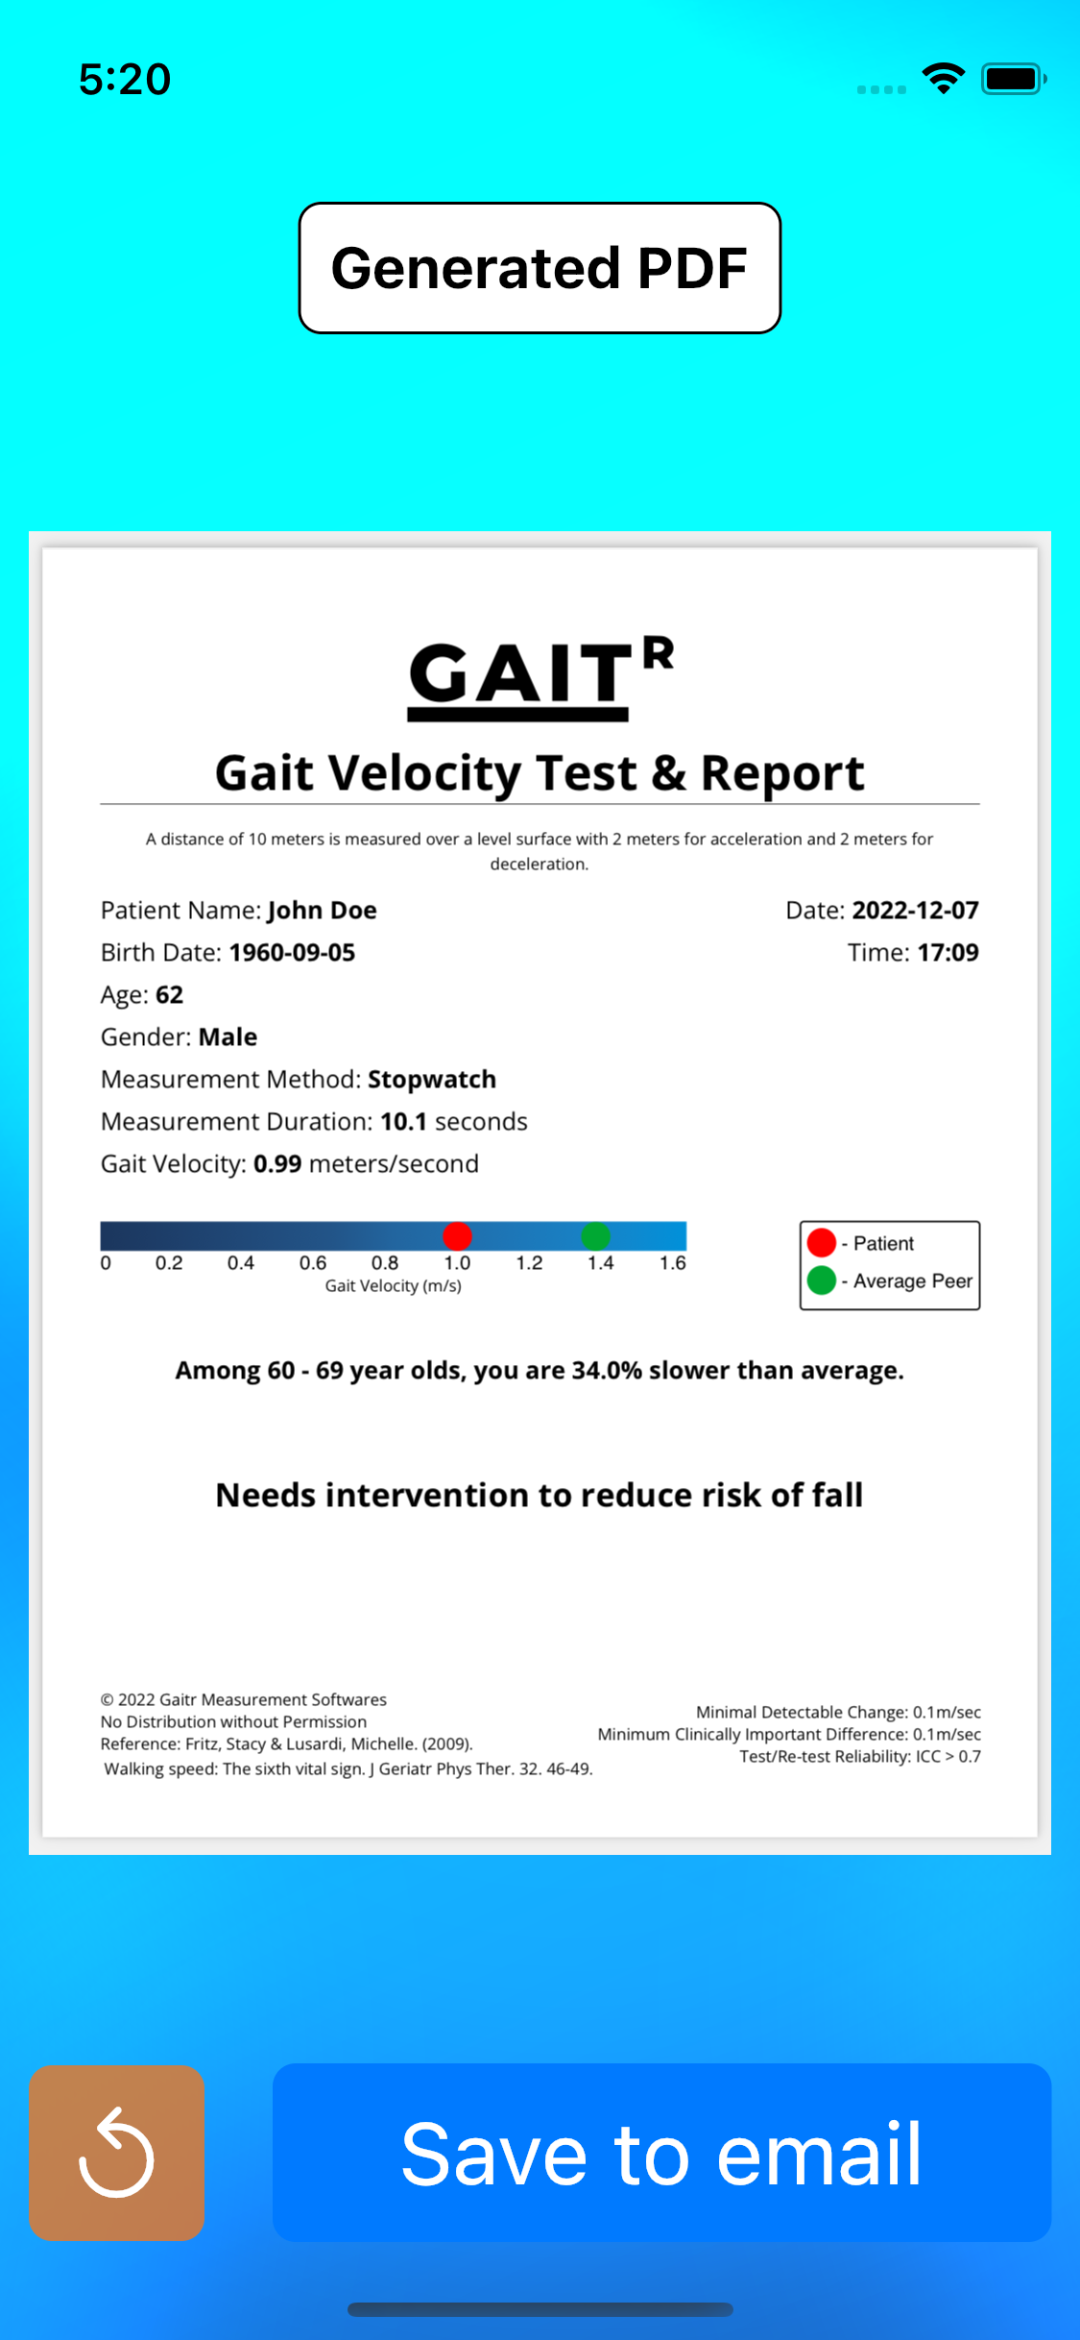 5:20
Generated PDF
GAITR
Gait Velocity Test & Report
A distance of 10 meters is measured over a level surface with 2 meters for acceleration and 2 meters for
deceleration.
Patient Name: John Doe
Date: 2022-12-07
Birth Date: 1960-09-05
Time: 17:09
Age: 62
Gender: Male
Measurement Method: Stopwatch
Measurement Duration: 10.1 seconds
Gait Velocity: 0.99 meters/second
0 0.2 0.4 0.6 0.8 1.0 1.2 1.4 1.6
Gait Velocity (m/s)
- Patient
- Average Peer
Among 60 - 69 year olds, you are 34.0% slower than average.
Needs intervention to reduce risk of fall
© 2022 Gaitr Measurement Softwares
No Distribution without Permission
Reference: Fritz, Stacy & Lusardi, Michelle. (2009).
Walking speed: The sixth vital sign. J Geriatr Phys Ther. 32. 46-49.
Minimal Detectable Change: 0.1m/sec
Minimum Clinically Important Difference: 0.1m/sec
Test/Re-test Reliability: ICC > 0.7
Save to email